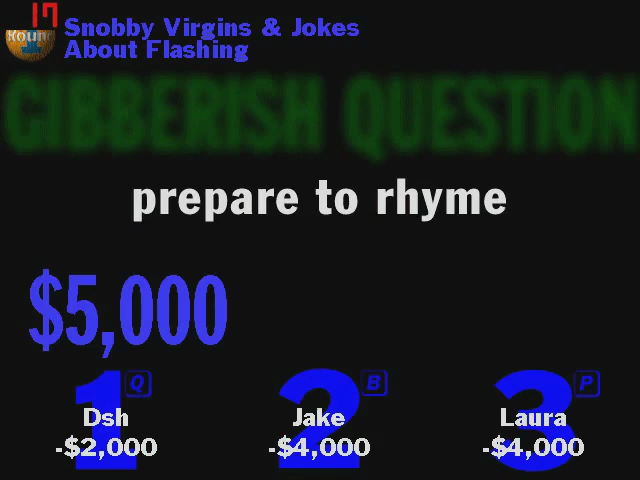 17
Snobby Virgins & Jokes
About Flashing
GIBBERISH QUESTION
prepare to rhyme
$5,000
1 Q 2 B 3 P
Dsh Jake Laura
-$2,000 -$4,000 -$4,000